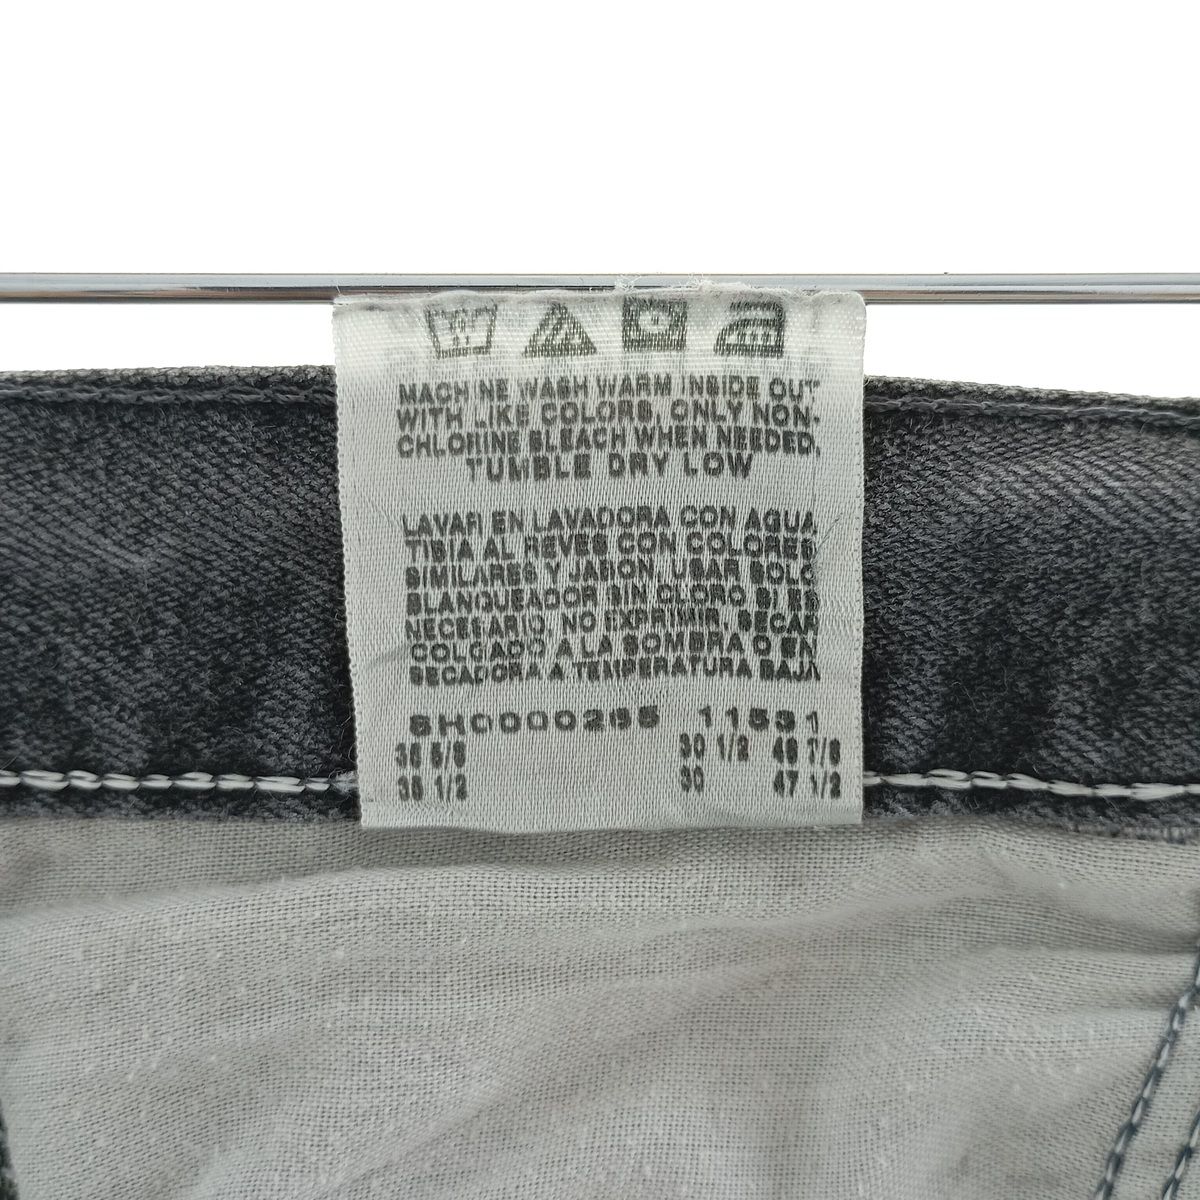 MACHINE WASH WARM INSIDE OUT
WITH LIKE COLORS, ONLY NON-
CHLORINE BLEACH WHEN NEEDED,
TUMBLE DRY LOW
LAVAR EN LAVADORA CON AGUA
TIBIA AL REVES CON COLORES
SIMILARES Y JABON, USAR SOLO
BLANQUEADOR SIN CLORO SI ES
NECESARIO, NO EXPRIMIR, SECAR
COLGADO A LA SOMBRA O EN
SECADORA A TEMPERATURA BAJA
11531
30 1/2
30 47 1/2